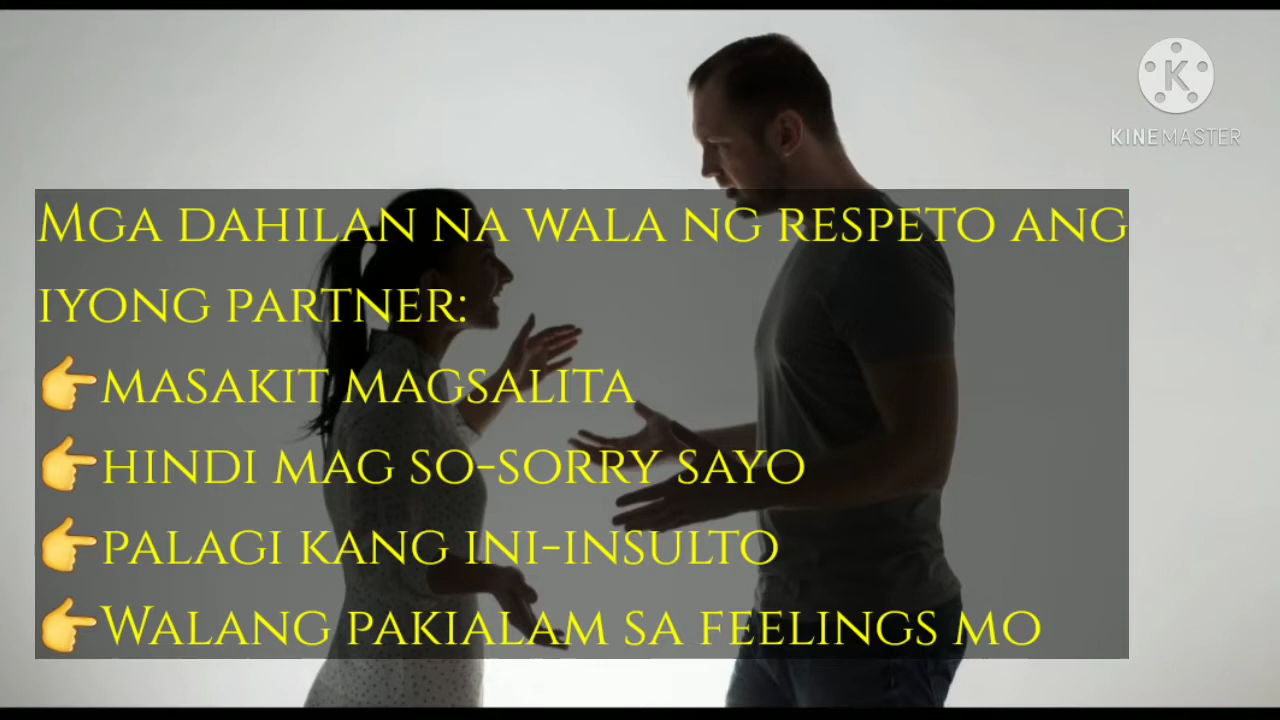 K
KINEMASTER
Mga dahilan na wala ng respeto ang
iyong partner:
👉masakit magsalita
👉hindi mag so-sorry sayo
👉palagi kang ini-insulto
👉Walang pakialam sa feelings mo